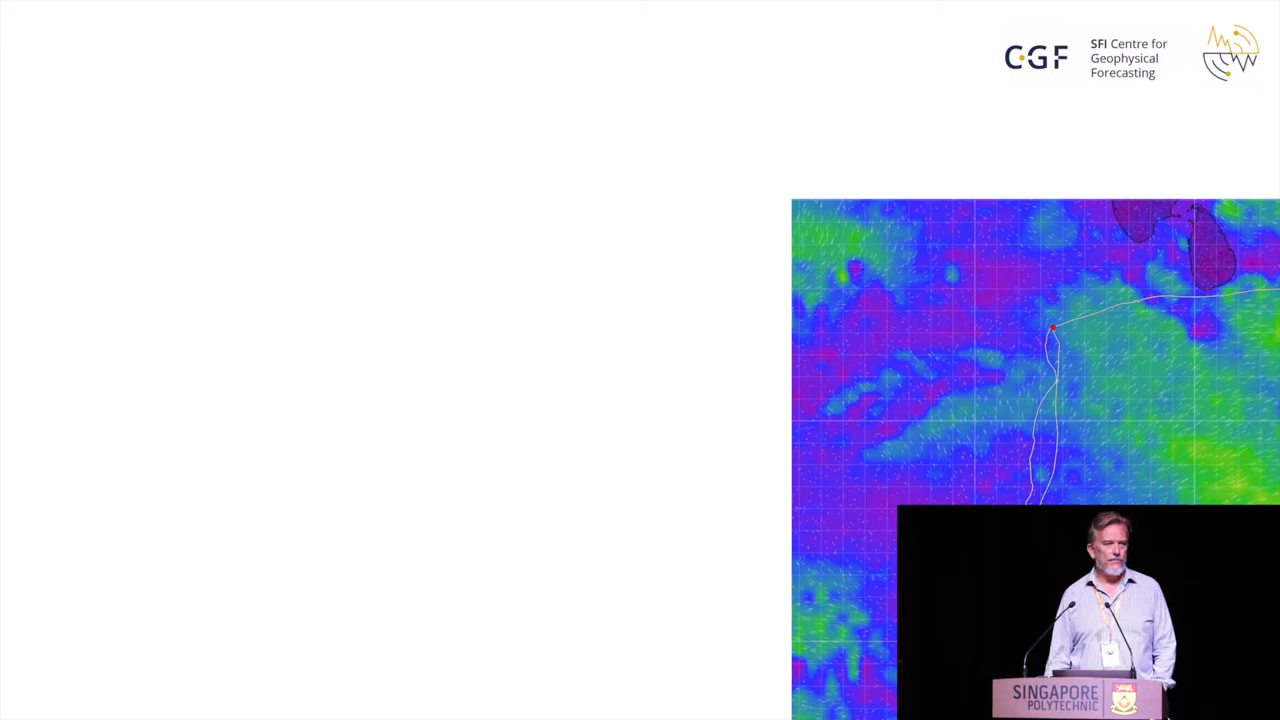 CGF
SFI Centre for
Geophysical
Forecasting
SINGAPORE
POLYTECHNIC